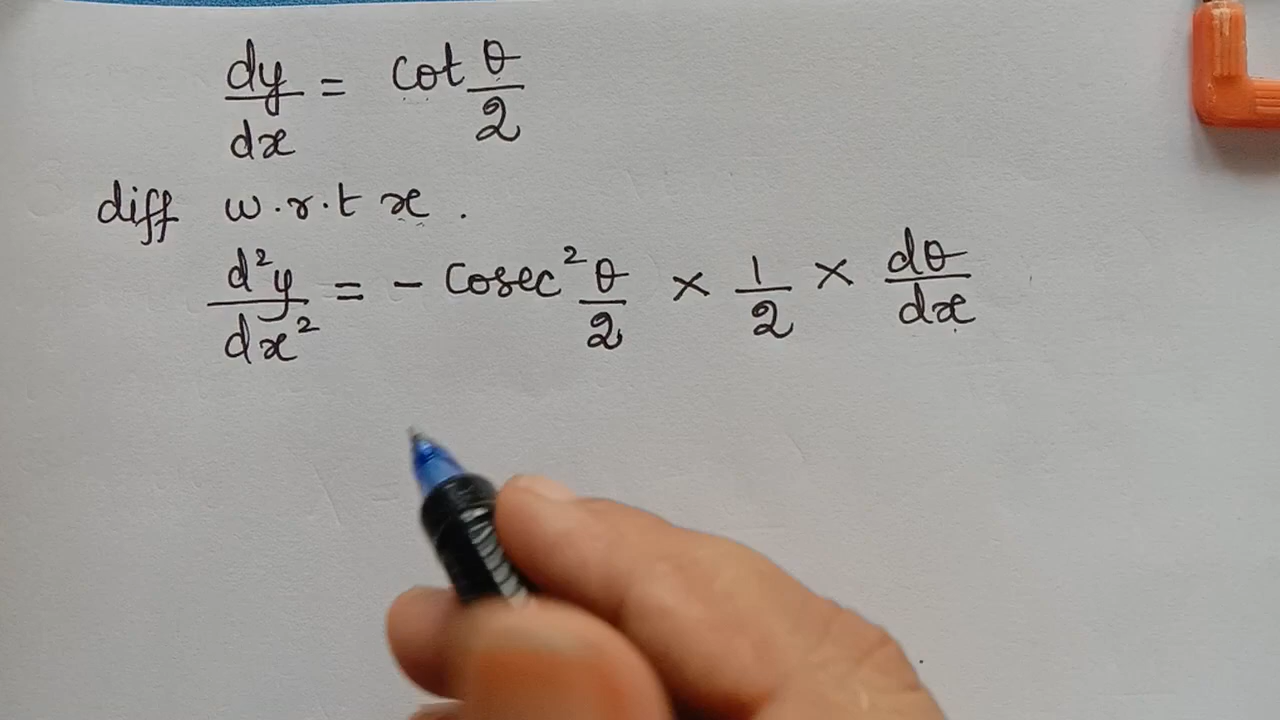 dy/dx = cot θ/2
diff w.r.t x.
d²y/dx² = - cosec² θ/2 × 1/2 × dθ/dx